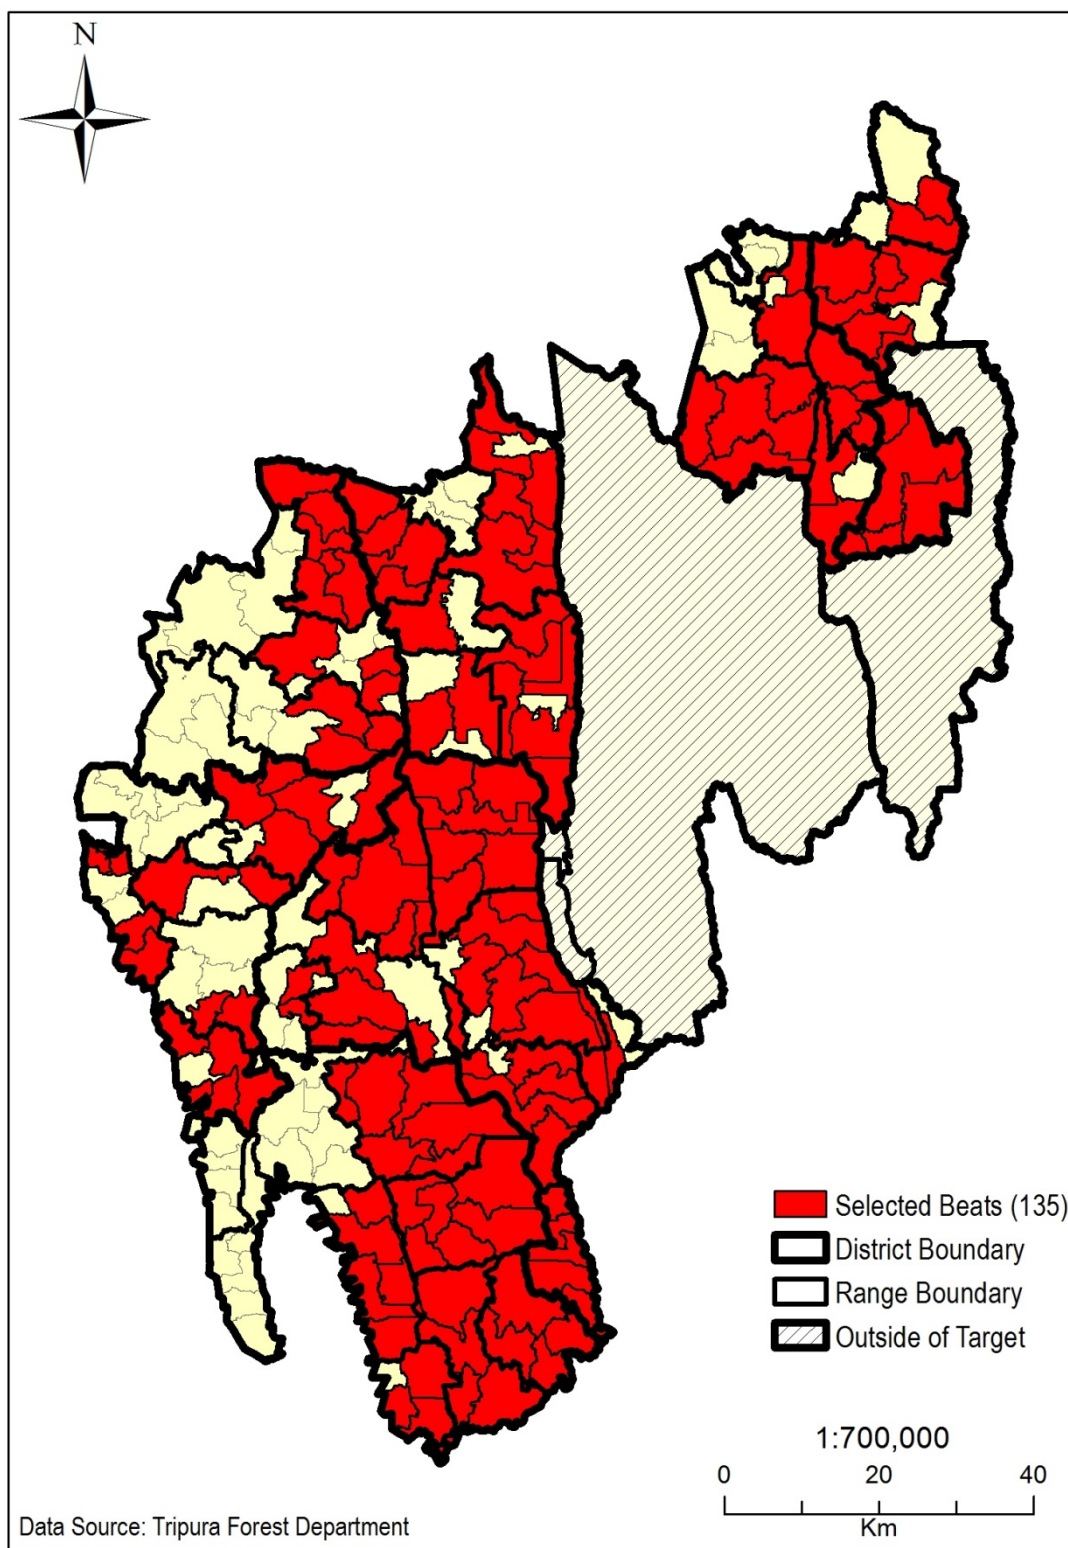 N
Selected Beats (135)
District Boundary
Range Boundary
Outside of Target
1:700,000
0 20 40
Km
Data Source: Tripura Forest Department